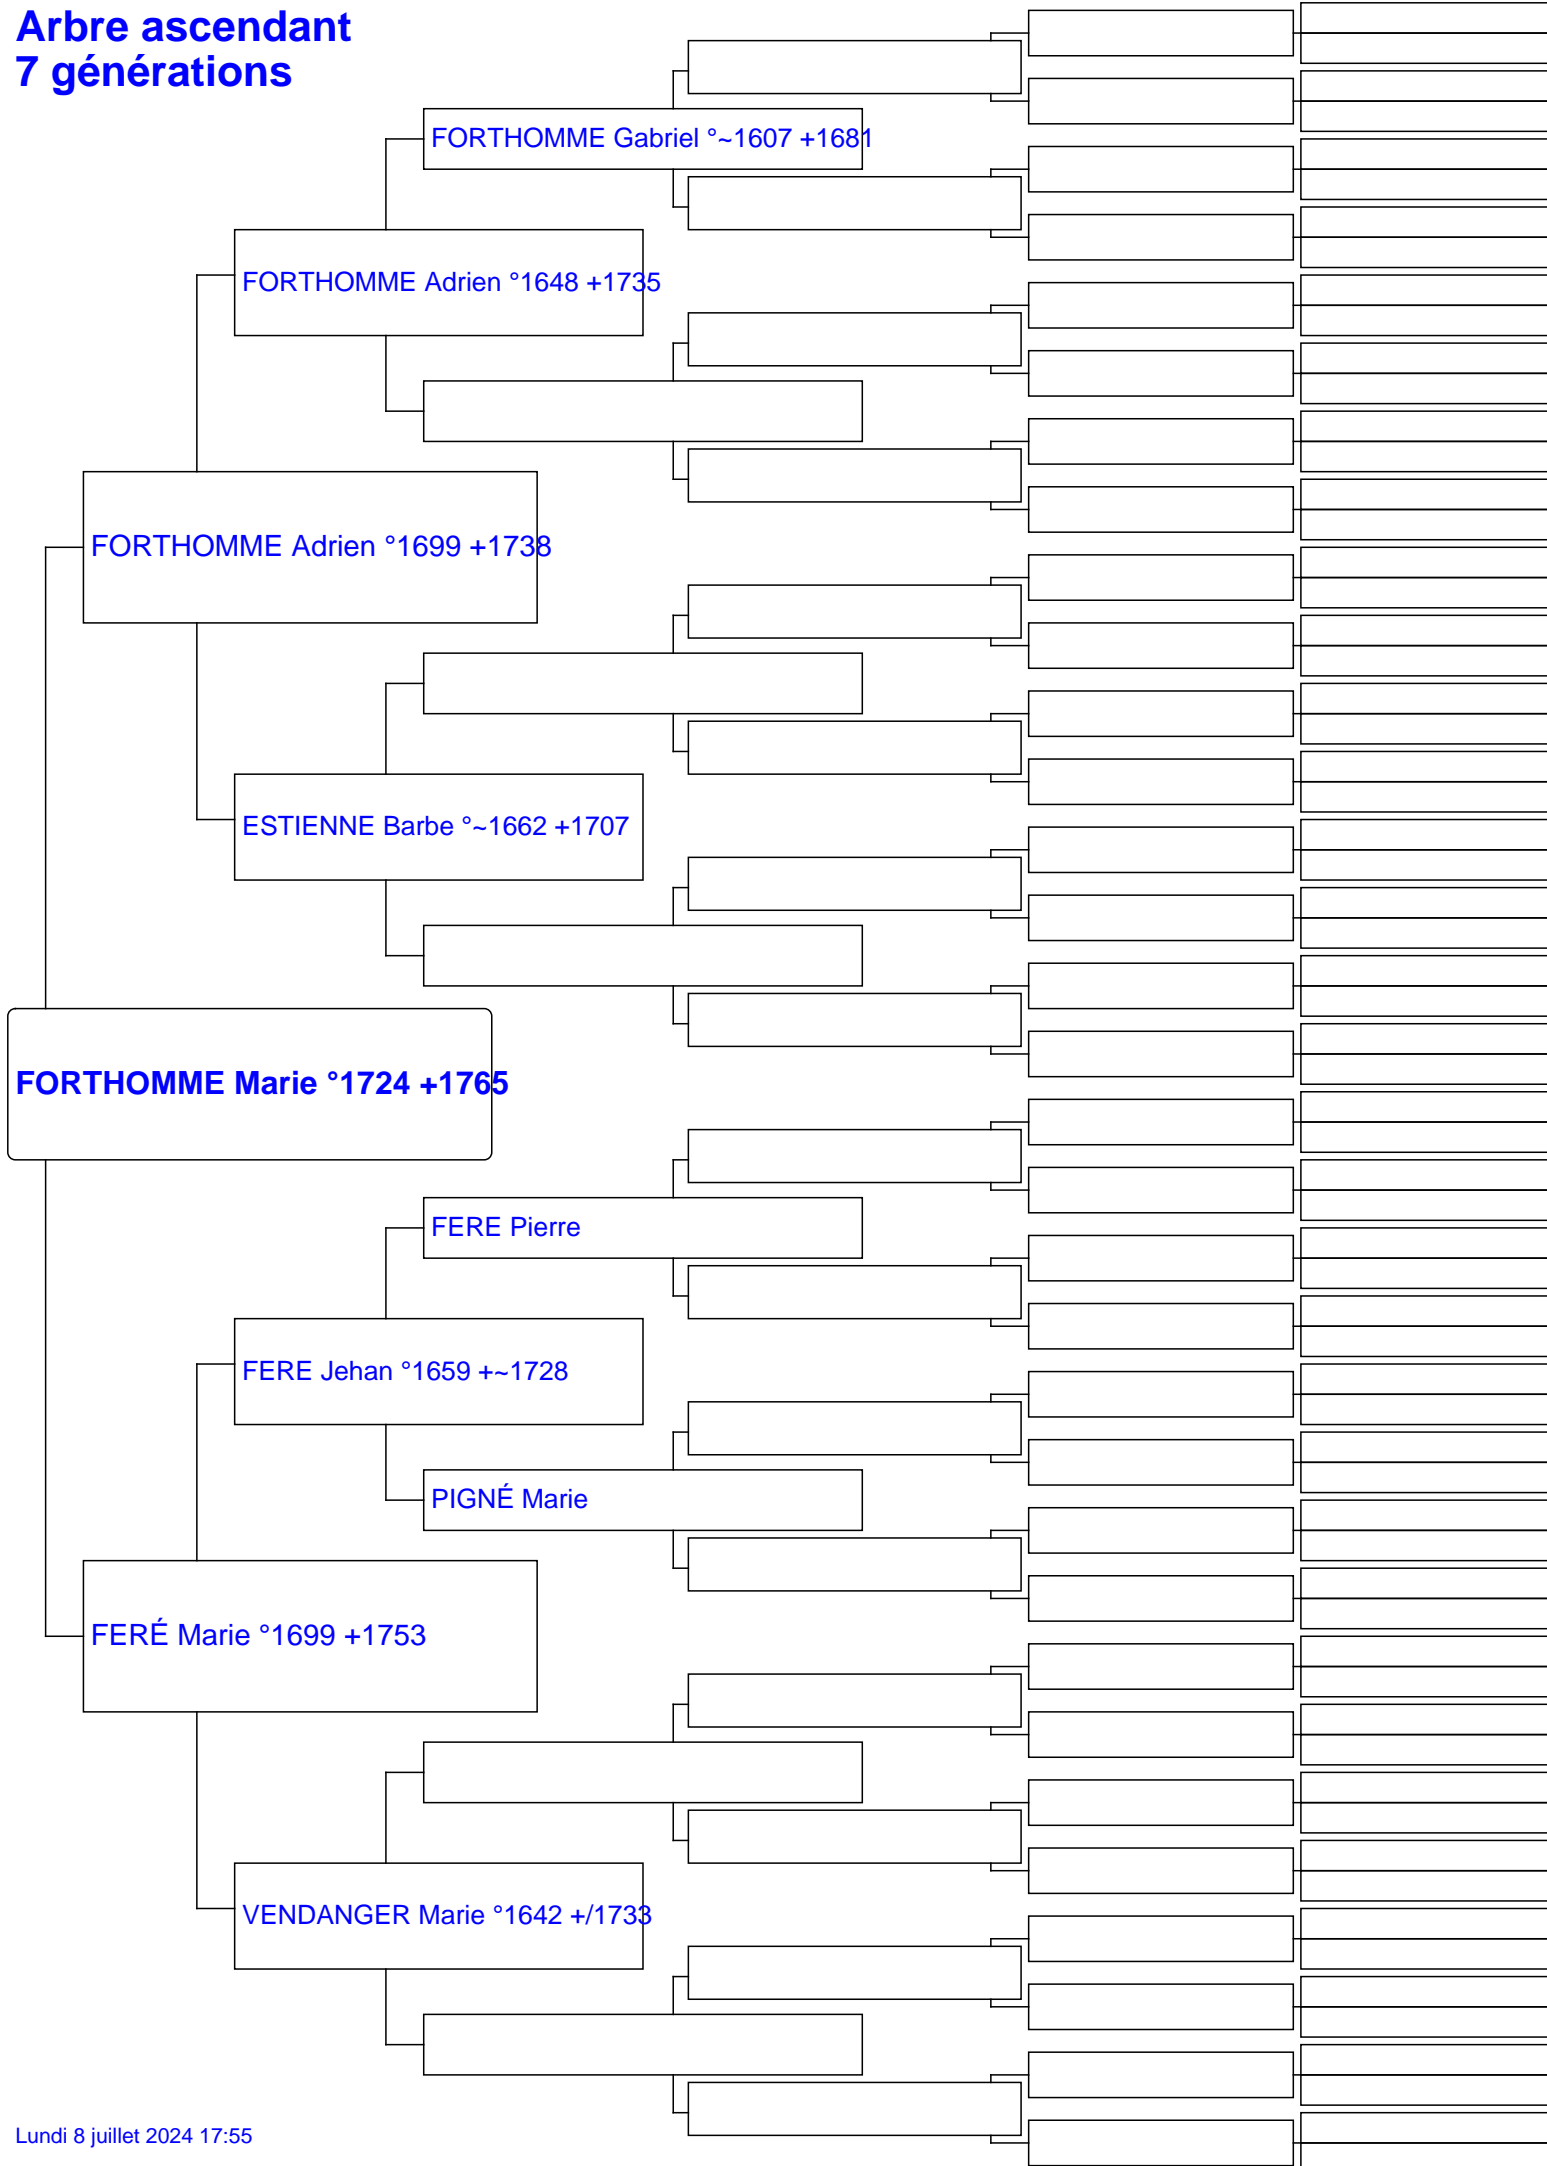 Arbre ascendant
7 générations
FORTHOMME Gabriel °~1607 +1681
FORTHOMME Adrien °1648 +1735
FORTHOMME Adrien °1699 +1738
ESTIENNE Barbe °~1662 +1707
FORTHOMME Marie °1724 +1765
FERE Pierre
FERE Jehan °1659 +~1728
PIGNÉ Marie
FERÉ Marie °1699 +1753
VENDANGER Marie °1642 +/1733
Lundi 8 juillet 2024 17:55